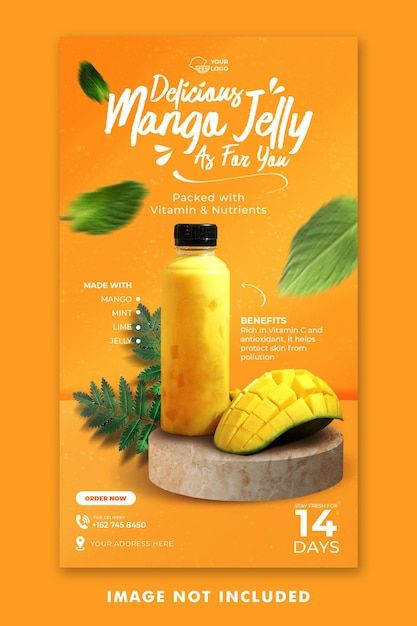 YOUR
LOGO
Delicious
Mango Jelly
As For You
Packed with
Vitamin & Nutrients
MADE WITH
MANGO
MINT
LIME
JELLY
BENEFITS
Rich in Vitamin C and
antioxidant, it helps
protect skin from
pollution
ORDER NOW
FOR DELIVERY
+162 745 8450
YOUR ADDRESS HERE
STAY FRESH FOR
14
DAYS
IMAGE NOT INCLUDED